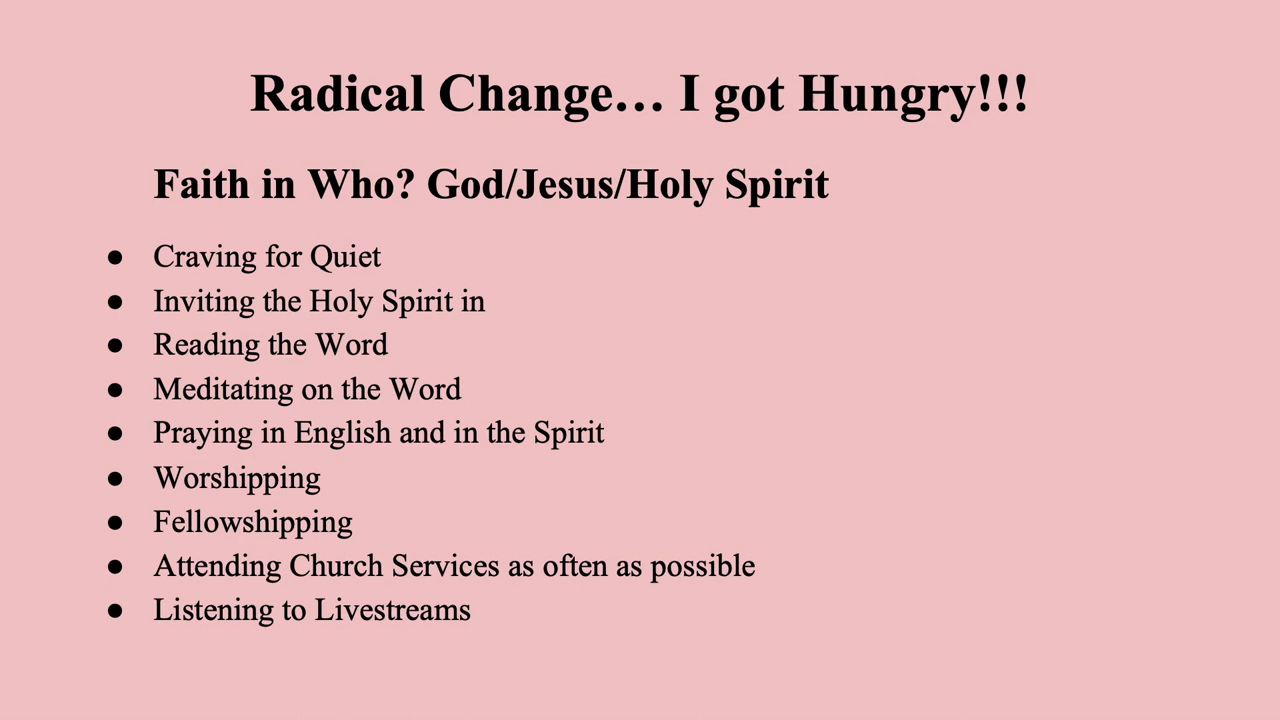 Radical Change… I got Hungry!!!
Faith in Who? God/Jesus/Holy Spirit
● Craving for Quiet
● Inviting the Holy Spirit in
● Reading the Word
● Meditating on the Word
● Praying in English and in the Spirit
● Worshipping
● Fellowshipping
● Attending Church Services as often as possible
● Listening to Livestreams